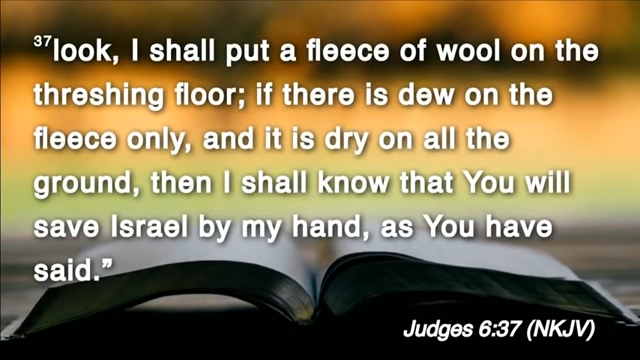 37look, I shall put a fleece of wool on the
threshing floor; if there is dew on the
fleece only, and it is dry on all the
ground, then I shall know that You will
save Israel by my hand, as You have
said.”
Judges 6:37 (NKJV)